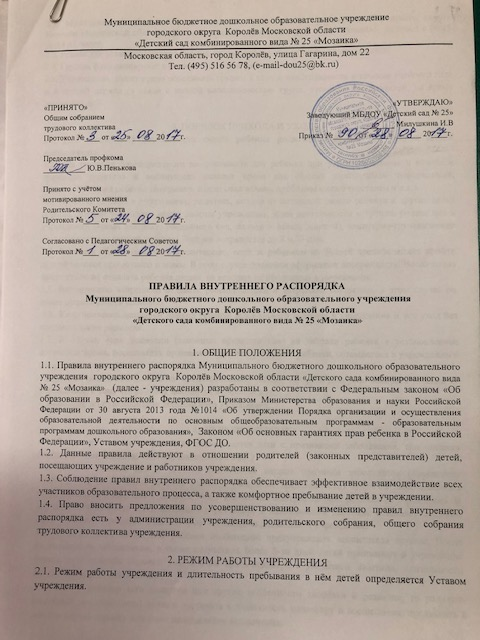 Муниципальное бюджетное дошкольное образовательное учреждение
городского округа Королёв Московской области
«Детский сад комбинированного вида № 25 «Мозаика»
Московская область, город Королев, улица Гагарина, дом 22
Тел. (495) 516 56 78, (e-mail-dou25@bk.ru)
«ПРИНЯТО»
Общим собранием
трудового коллектива
Протокол № 3 от «25» 08 2017 г.
Председатель профкома
Ю.В.Пенькова
Принято с учётом
мотивированного мнения
Родительского Комитета
Протокол № 5 от «24» 08 2017 г.
Согласовано с Педагогическим Советом
Протокол № 1 от «28» 08 2017 г.
«УТВЕРЖДАЮ»
Заведующий МБДОУ «Детский сад № 25»
Милушкина И.В
Приказ № 90 от «28» 08 2017 г.
ПРАВИЛА ВНУТРЕННЕГО РАСПОРЯДКА
Муниципального бюджетного дошкольного образовательного учреждения
городского округа Королёв Московской области
«Детского сада комбинированного вида № 25 «Мозаика»
1. ОБЩИЕ ПОЛОЖЕНИЯ
1.1. Правила внутреннего распорядка Муниципального бюджетного дошкольного образовательного
учреждения городского округа Королёв Московской области «Детского сада комбинированного вида
№ 25 «Мозаика» (далее - учреждения) разработаны в соответствии с Федеральным законом «Об
образовании в Российской Федерации», Приказом Министерства образования и науки Российской
Федерации от 30 августа 2013 года №1014 «Об утверждении Порядка организации и осуществления
образовательной деятельности по основным общеобразовательным программам - образовательным
программам дошкольного образования», Законом «Об основных гарантиях прав ребенка в Российской
Федерации», Уставом учреждения, ФГОС ДО.
1.2. Данные правила действуют в отношении родителей (законных представителей) детей,
посещающих учреждение и работников учреждения.
1.3. Соблюдение правил внутреннего распорядка обеспечивает эффективное взаимодействие всех
участников образовательного процесса, а также комфортное пребывание детей в учреждении.
1.4. Право вносить предложения по усовершенствованию и изменению правил внутреннего
распорядка есть у администрации учреждения, родительского собрания, общего собрания
трудового коллектива учреждения.
2. РЕЖИМ РАБОТЫ УЧРЕЖДЕНИЯ
2.1. Режим работы учреждения и длительность пребывания в нём детей определяется Уставом
учреждения.